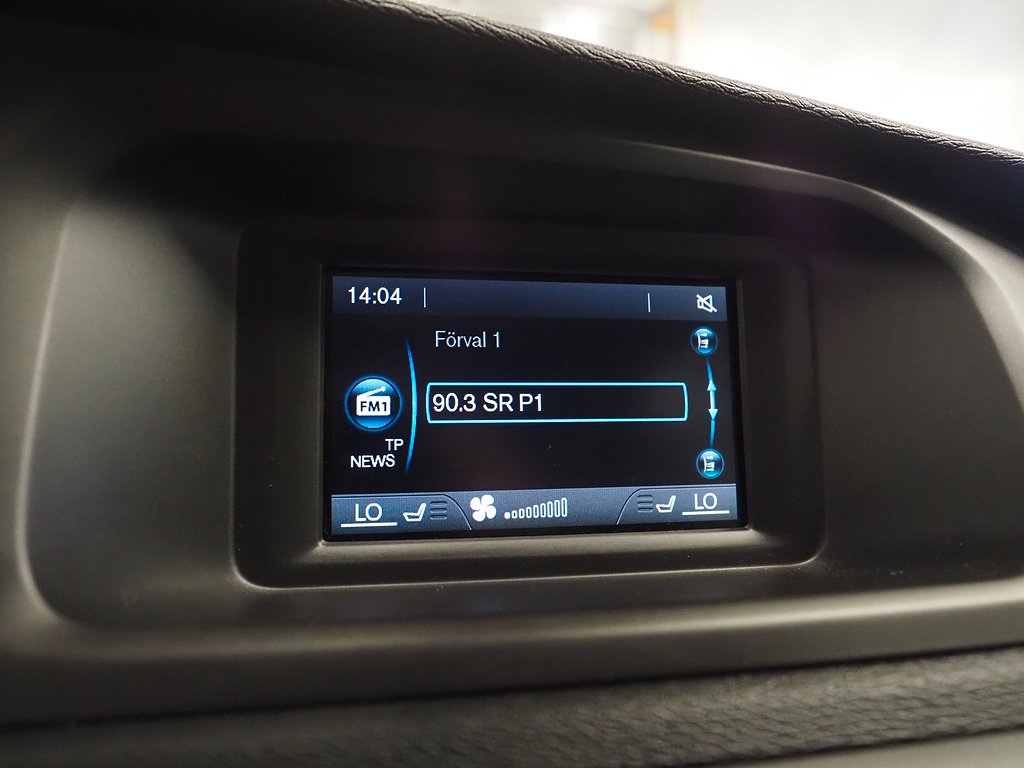 14:04
Förval 1
FM1
90.3 SR P1
TP
NEWS
LO
LO